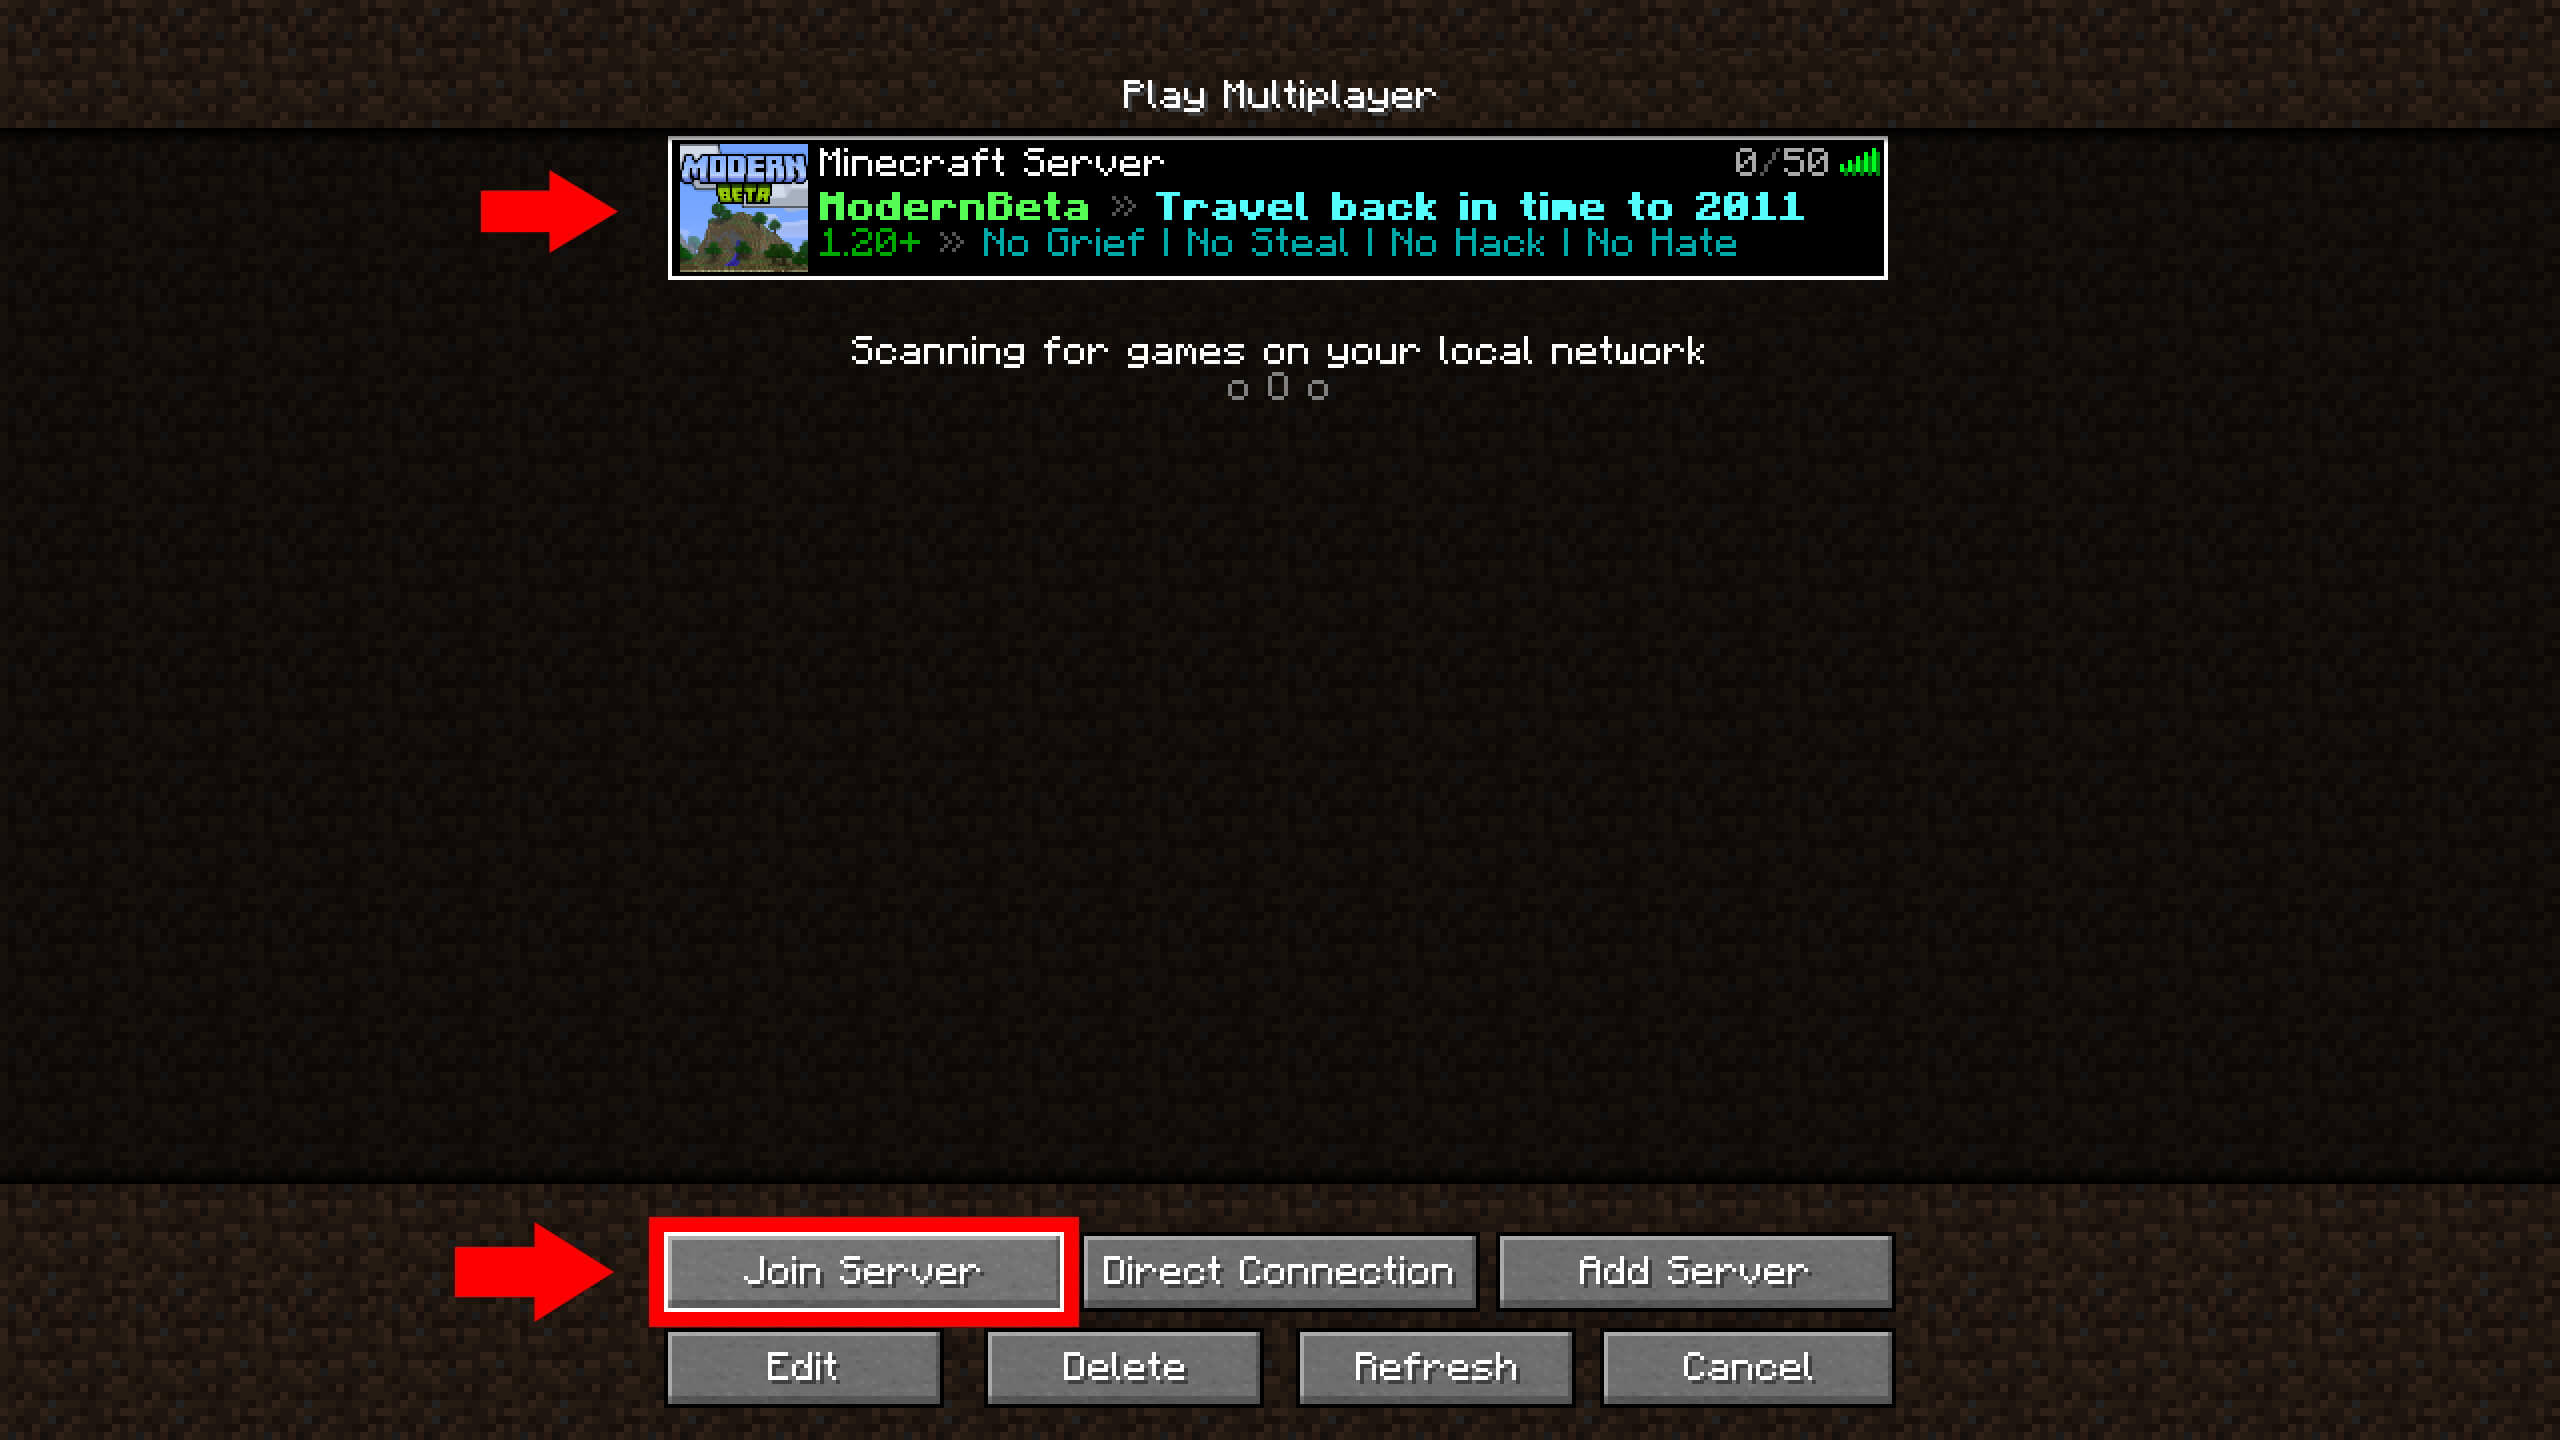 Play Multiplayer
MODERN
BETA
Minecraft Server 0/50
ModernBeta » Travel back in time to 2011
1.20+ » No Grief | No Steal | No Hack | No Hate
Scanning for games on your local network
o O o
Join Server Direct Connection Add Server
Edit Delete Refresh Cancel